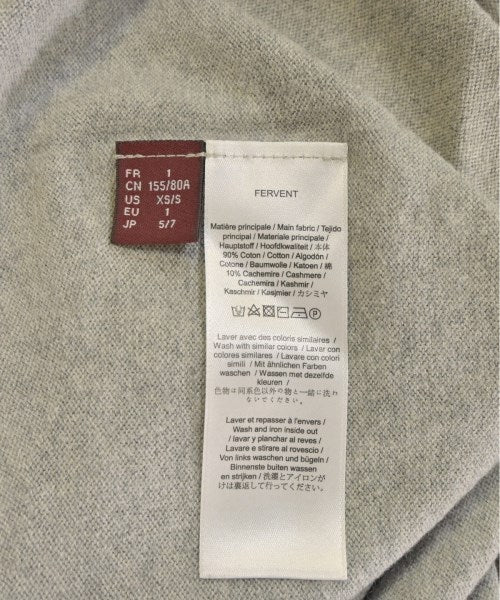 FR 1
CN 155/80A
US XS/S
EU 1
JP 5/7
FERVENT
Matière principale / Main fabric / Tejido
principal / Materiale principale /
Hauptstoff / Hoofdkwaliteit / 本体
90% Coton / Cotton / Algodón /
Cotone / Baumwolle / Katoen / 綿
10% Cachemire / Cashmere /
Cachemira / Kashmir /
Kaschmir / Kasjmier / カシミヤ
P
Laver avec des coloris similaires /
Wash with similar colors / Lavar con
colores similares / Lavare con colori
simili / Mit ähnlichen Farben
waschen / Wassen met dezelfde
kleuren /
色物は同系色以外の物と一緒に洗わ
ないでください。
Laver et repasser à l'envers /
Wash and iron inside out
/ lavar y planchar al reves /
Lavare e stirare al rovescio /
Von links waschen und bügeln /
Binnenste buiten wassen
en strijken / 洗濯とアイロンが
けは裏返して行ってください。